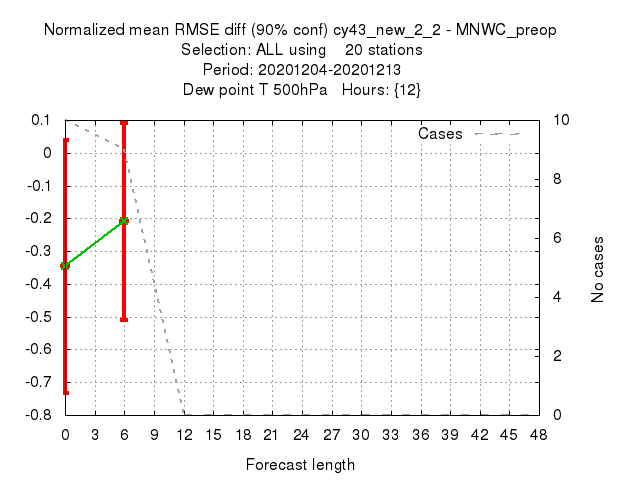 Normalized mean RMSE diff (90% conf) cy43_new_2_2 - MNWC_preop
Selection: ALL using 20 stations
Period: 20201204-20201213
Dew point T 500hPa Hours: {12}
Cases
0.1
0
-0.1
-0.2
-0.3
-0.4
-0.5
-0.6
-0.7
-0.8
10
8
6
4
2
0
No cases
0 3 6 9 12 15 18 21 24 27 30 33 36 39 42 45 48
Forecast length